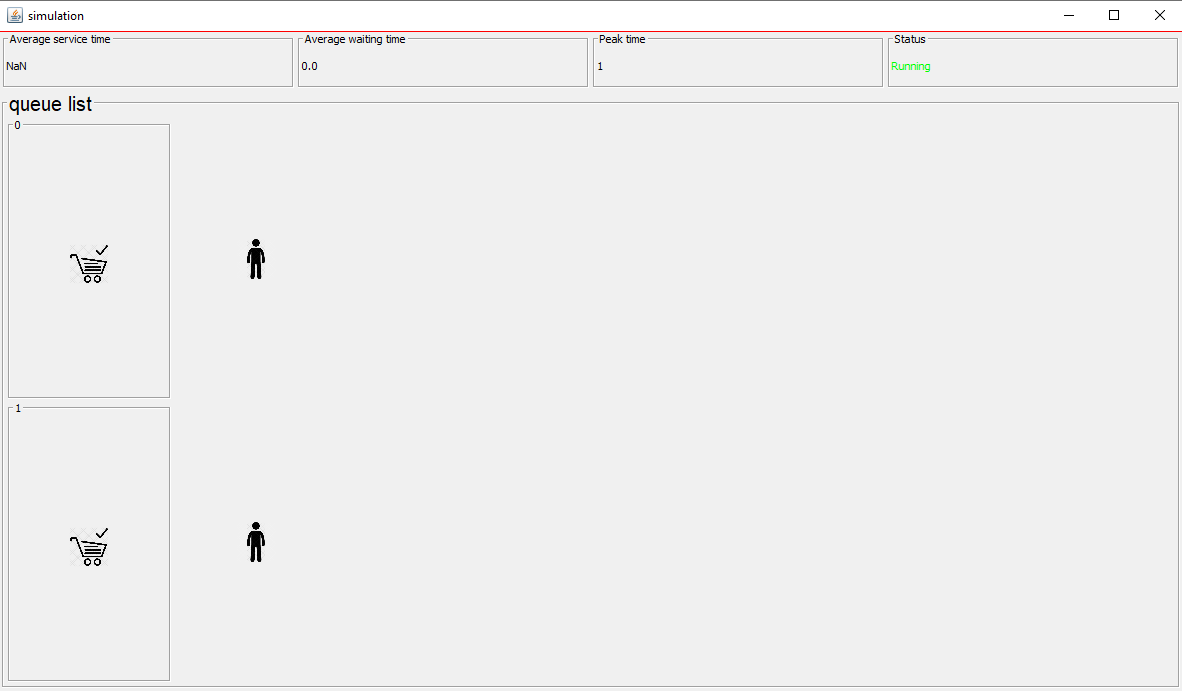 simulation
Average service time
NaN
Average waiting time
0.0
Peak time
1
Status
Running
queue list
0
1